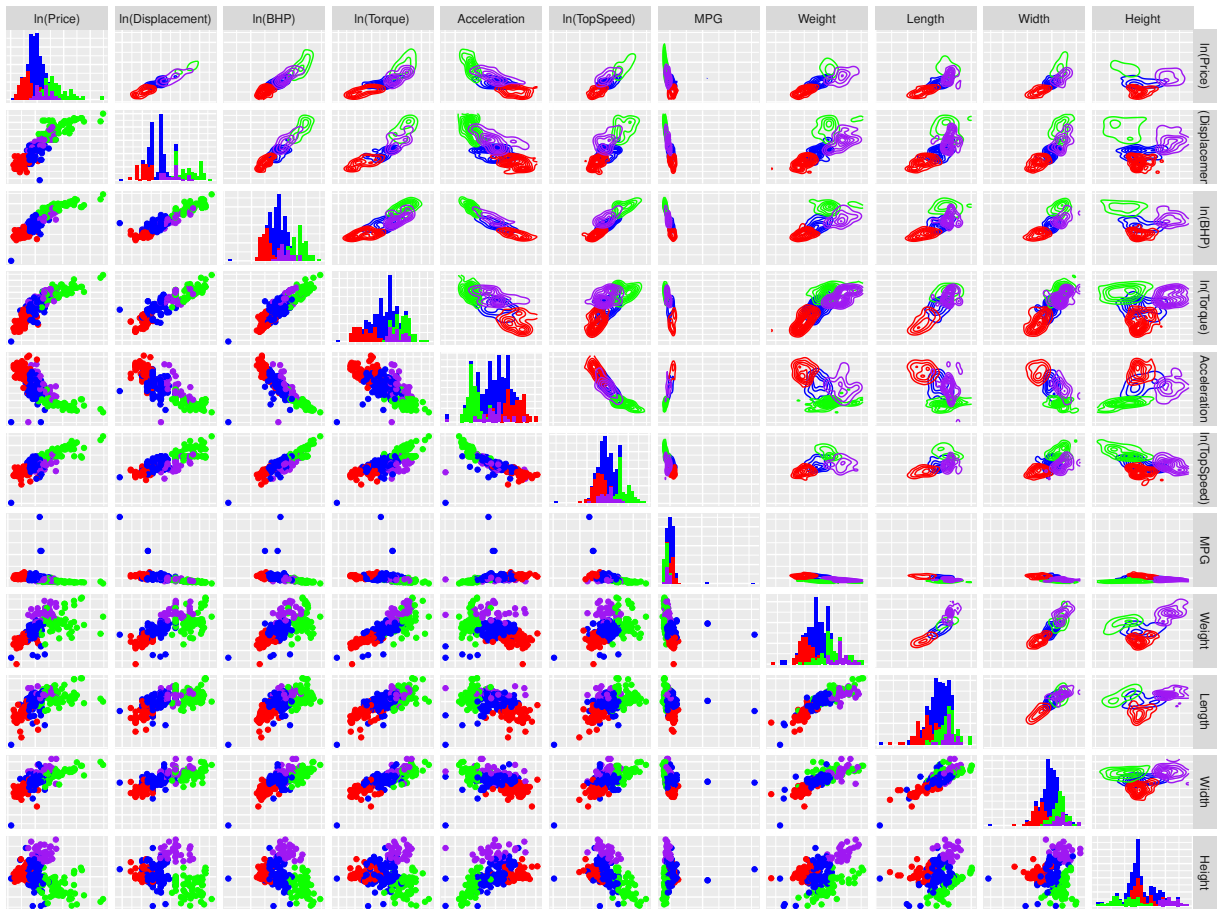 ln(Price) ln(Displacement) ln(BHP) ln(Torque) Acceleration ln(TopSpeed) MPG Weight Length Width Height
ln(Price)
(Displacemen
ln(BHP)
ln(Torque)
Acceleration
ln(TopSpeed)
MPG
Weight
Length
Width
Height